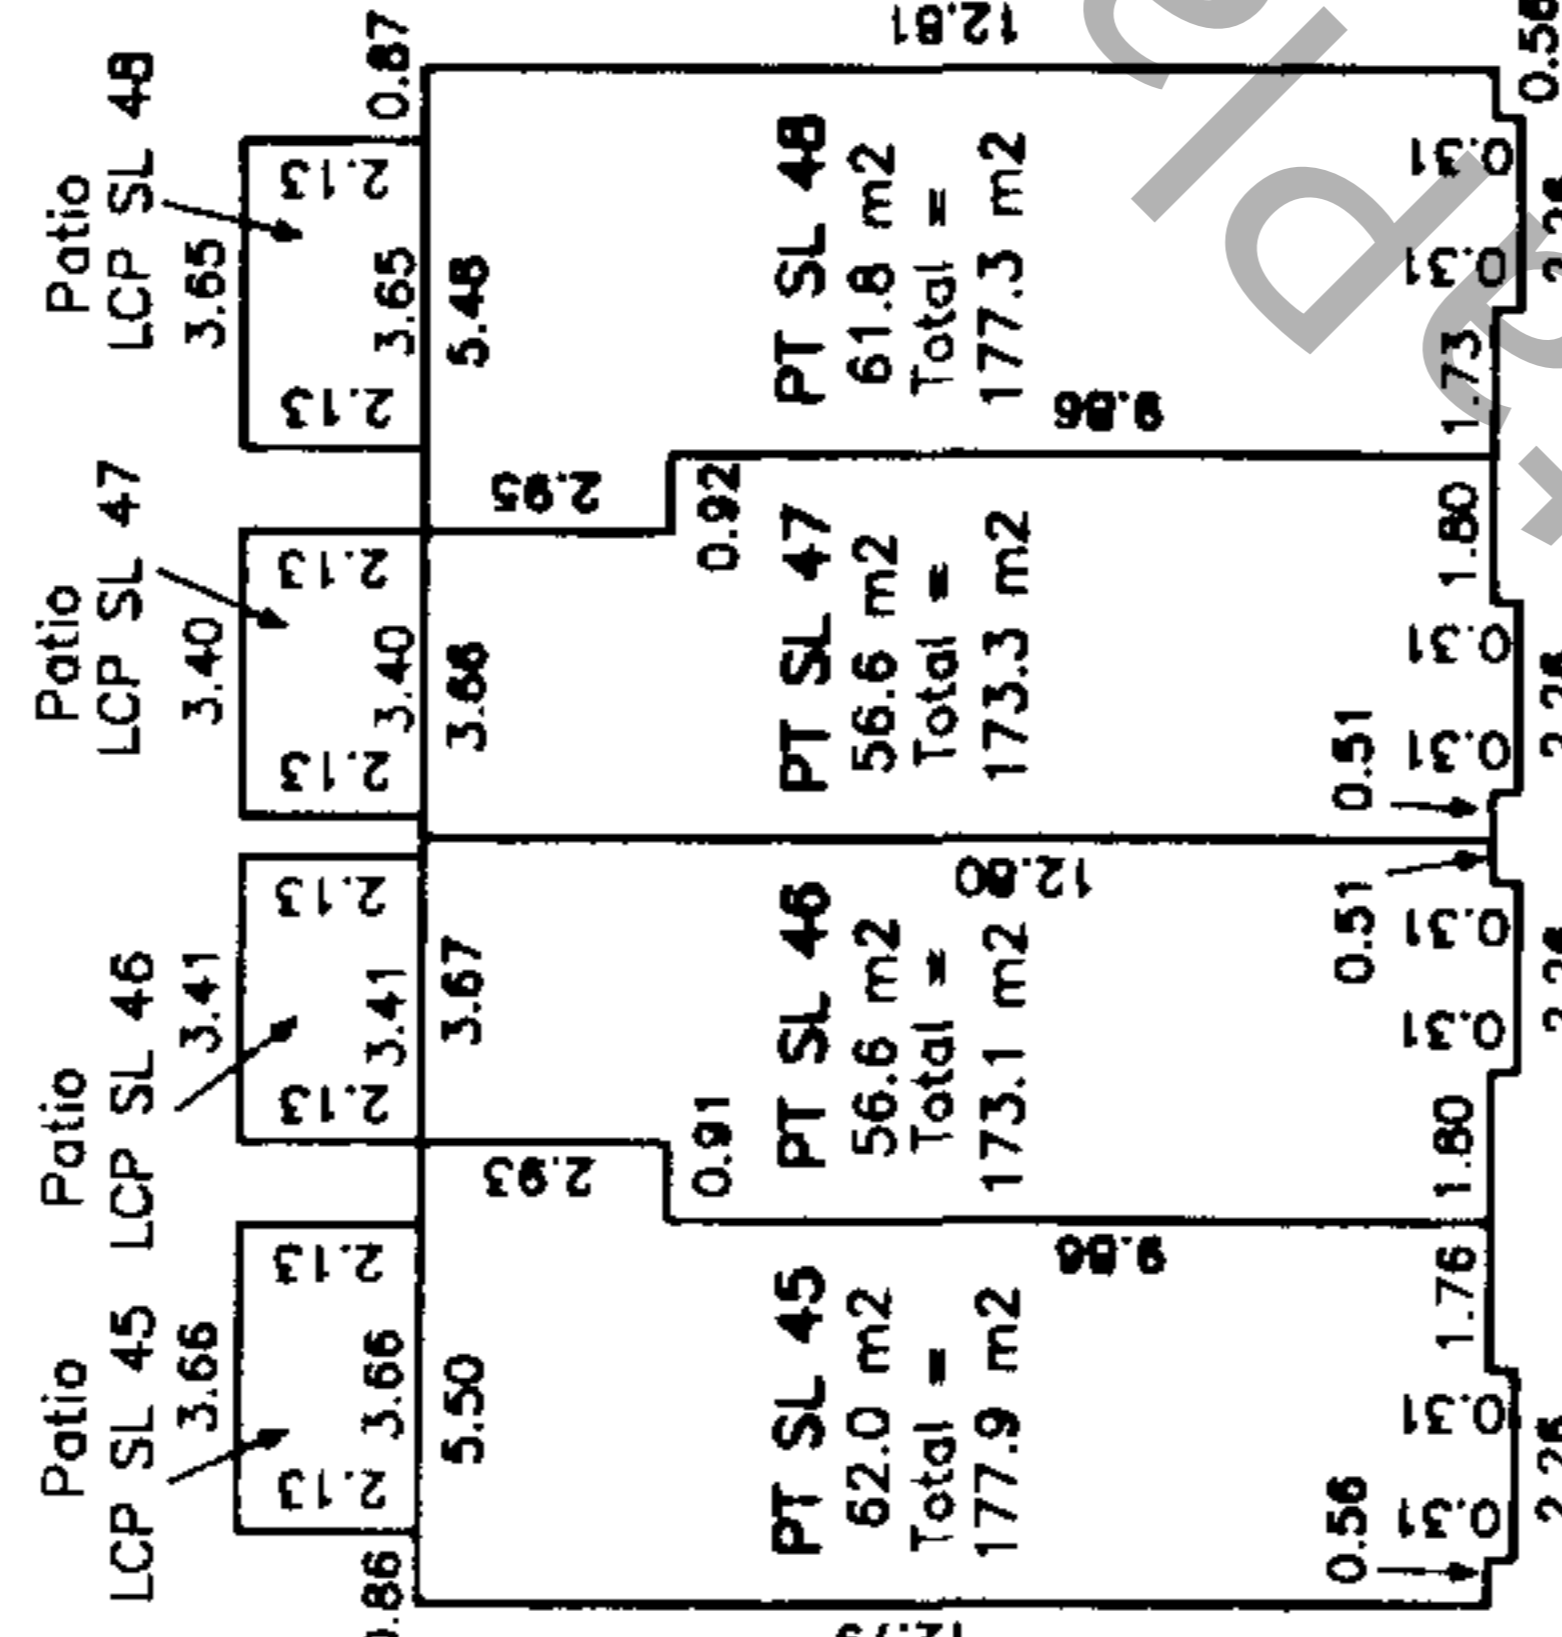 Patio
LCP SL 48
3.65
0.87
2.13
3.65
2.13
5.48
12.81
PT SL 48
61.8 m2
Total =
177.3 m2
9.86
1.73
0.31
0.31
Patio
LCP SL 47
3.40
2.13
3.40
2.13
2.95
0.92
3.68
PT SL 47
56.6 m2
Total =
173.3 m2
1.80
0.31
0.31
0.51
Patio
LCP SL 46
3.41
2.13
3.41
2.13
3.67
12.80
2.93
0.91
PT SL 46
56.6 m2
Total =
173.1 m2
0.51
0.31
0.31
1.80
Patio
LCP SL 45
3.66
2.13
3.66
2.13
5.50
9.86
PT SL 45
62.0 m2
Total =
177.9 m2
1.76
0.31
0.31
0.56